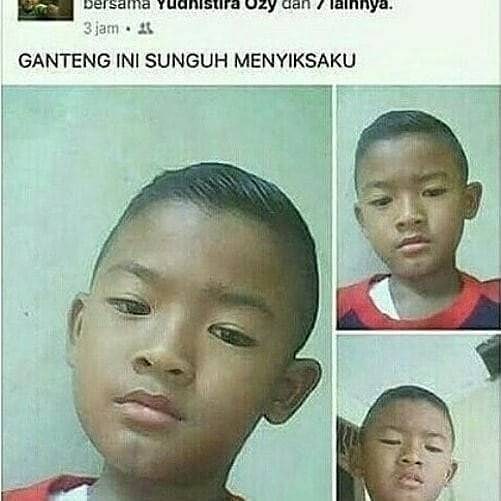 bersama Yudhistira Ozy dan 7 lainnya.
3 jam
GANTENG INI SUNGUH MENYIKSAKU